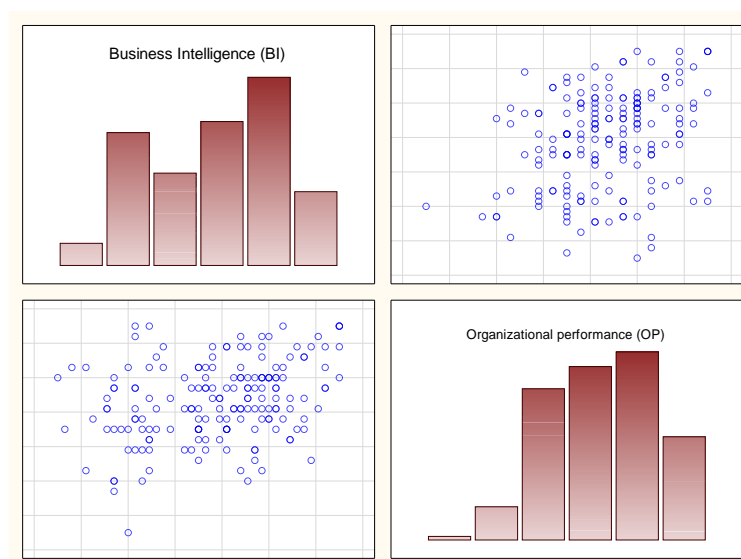 Business Intelligence (BI)
Organizational performance (OP)